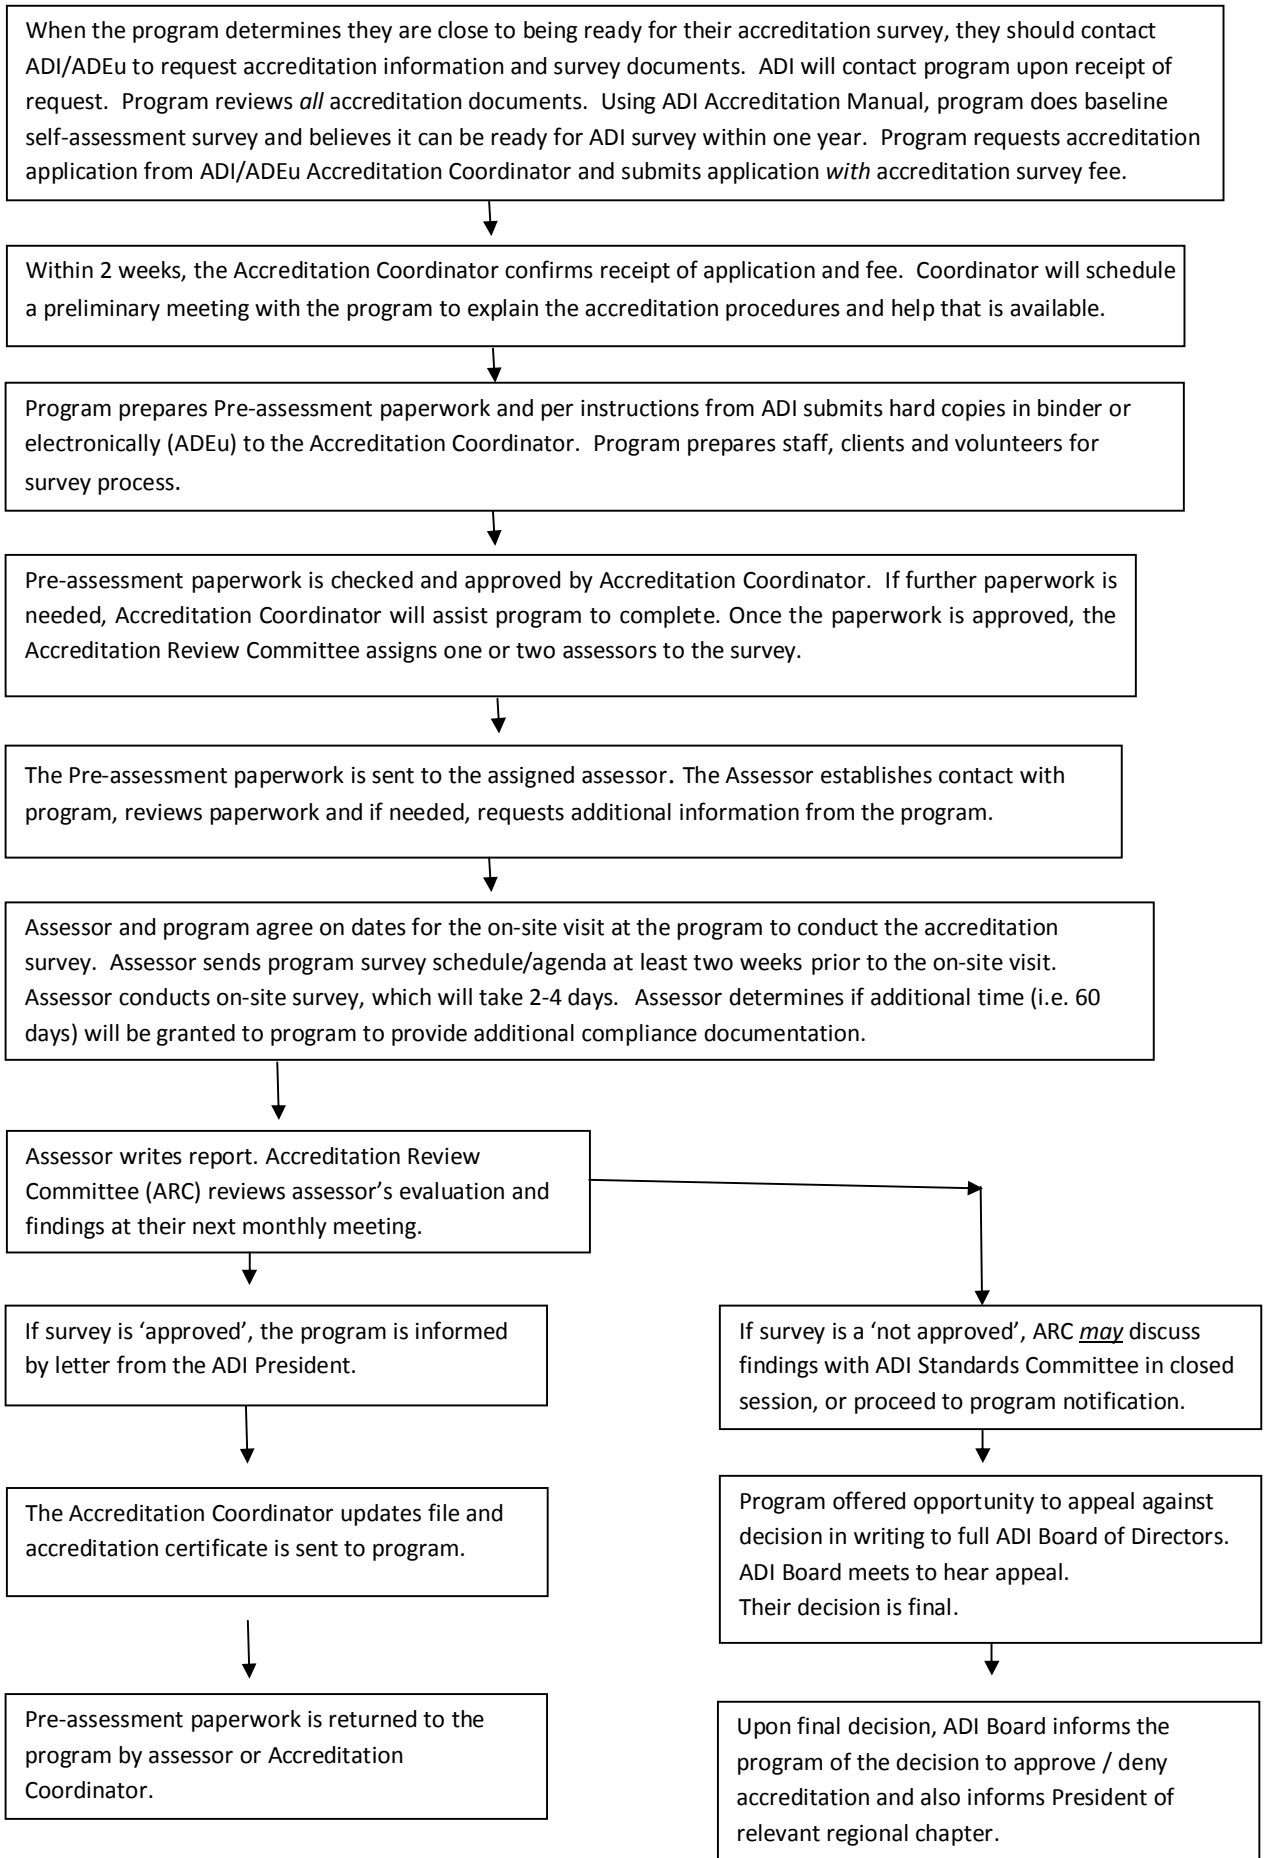 When the program determines they are close to being ready for their accreditation survey, they should contact
ADI/ADEu to request accreditation information and survey documents. ADI will contact program upon receipt of
request. Program reviews all accreditation documents. Using ADI Accreditation Manual, program does baseline
self-assessment survey and believes it can be ready for ADI survey within one year. Program requests accreditation
application from ADI/ADEu Accreditation Coordinator and submits application with accreditation survey fee.
Within 2 weeks, the Accreditation Coordinator confirms receipt of application and fee. Coordinator will schedule
a preliminary meeting with the program to explain the accreditation procedures and help that is available.
Program prepares Pre-assessment paperwork and per instructions from ADI submits hard copies in binder or
electronically (ADEu) to the Accreditation Coordinator. Program prepares staff, clients and volunteers for
survey process.
Pre-assessment paperwork is checked and approved by Accreditation Coordinator. If further paperwork is
needed, Accreditation Coordinator will assist program to complete. Once the paperwork is approved, the
Accreditation Review Committee assigns one or two assessors to the survey.
The Pre-assessment paperwork is sent to the assigned assessor. The Assessor establishes contact with
program, reviews paperwork and if needed, requests additional information from the program.
Assessor and program agree on dates for the on-site visit at the program to conduct the accreditation
survey. Assessor sends program survey schedule/agenda at least two weeks prior to the on-site visit.
Assessor conducts on-site survey, which will take 2-4 days. Assessor determines if additional time (i.e. 60
days) will be granted to program to provide additional compliance documentation.
Assessor writes report. Accreditation Review
Committee (ARC) reviews assessor's evaluation and
findings at their next monthly meeting.
If survey is 'approved', the program is informed
by letter from the ADI President.
The Accreditation Coordinator updates file and
accreditation certificate is sent to program.
Pre-assessment paperwork is returned to the
program by assessor or Accreditation
Coordinator.
If survey is a 'not approved', ARC may discuss
findings with ADI Standards Committee in closed
session, or proceed to program notification.
Program offered opportunity to appeal against
decision in writing to full ADI Board of Directors.
ADI Board meets to hear appeal.
Their decision is final.
Upon final decision, ADI Board informs the
program of the decision to approve / deny
accreditation and also informs President of
relevant regional chapter.